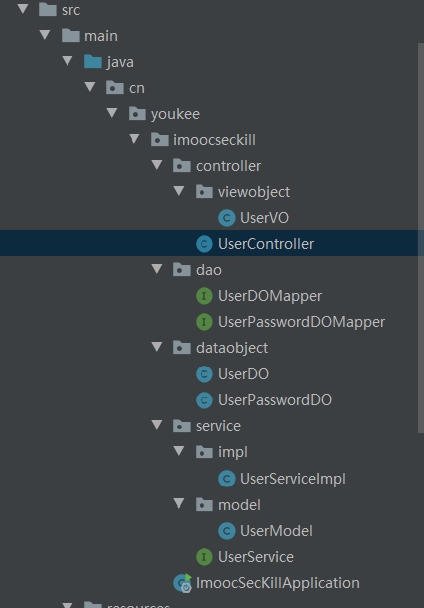 src
main
java
cn
youkee
imoocseckill
controller
viewobject
C UserVO
C UserController
dao
I UserDOMapper
I UserPasswordDOMapper
dataobject
C UserDO
C UserPasswordDO
service
impl
C UserServiceImpl
model
C UserModel
I UserService
C ImoocSecKillApplication
resources